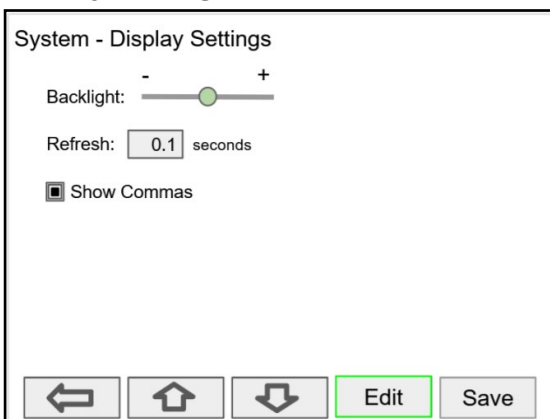 System - Display Settings
- +
Backlight:
Refresh: 0.1 seconds
Show Commas
Edit Save